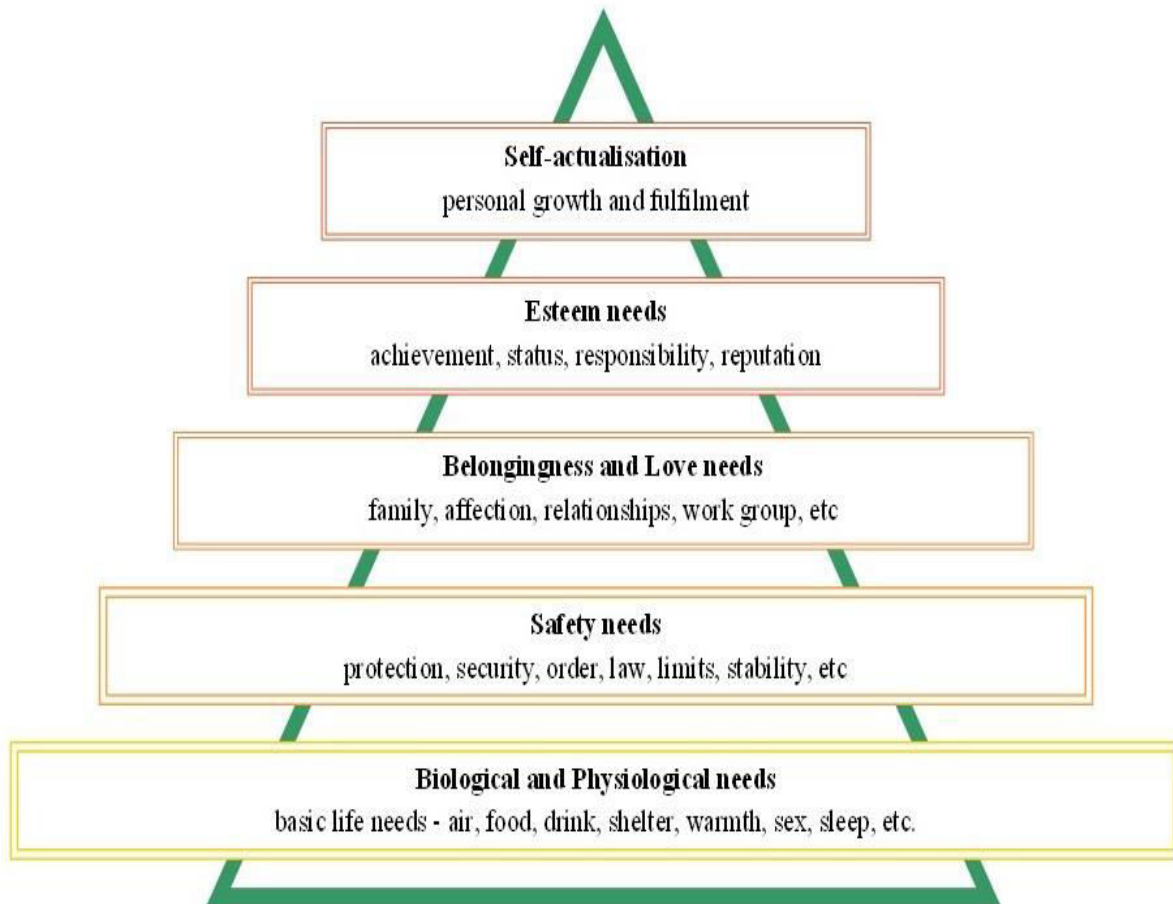 Self-actualisation
personal growth and fulfilment
Esteem needs
achievement, status, responsibility, reputation
Belongingness and Love needs
family, affection, relationships, work group, etc
Safety needs
protection, security, order, law, limits, stability, etc
Biological and Physiological needs
basic life needs - air, food, drink, shelter, warmth, sex, sleep, etc.